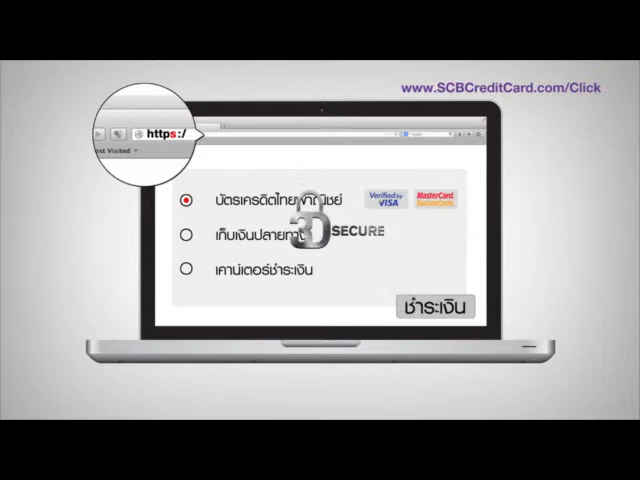 www.SCBCreditCard.com/Click
https:/
ost Visited
บัตรเครดิตไทยพาณิชย์
Verified by
VISA
MasterCard
SecureCode
เก็บเงินปลายทาง
3D SECURE
เคาน์เตอร์ชำระเงิน
ชำระเงิน